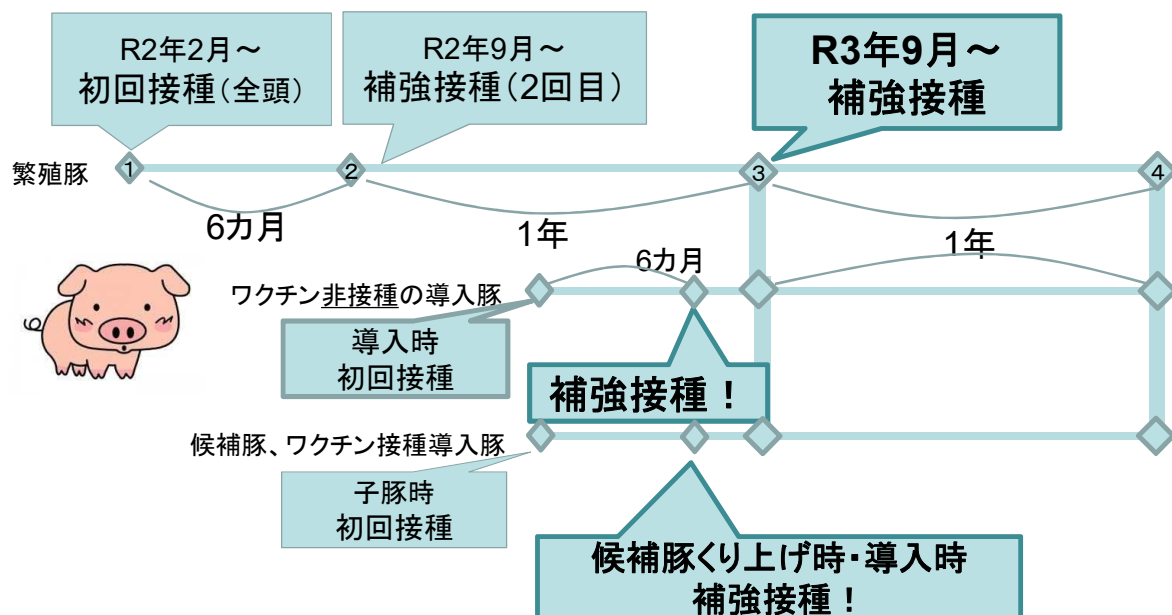 R2年2月～
初回接種（全頭）
R2年9月～
補強接種（2回目）
R3年9月～
補強接種
繁殖豚
1
2
3
4
6カ月
1年
1年
6カ月
ワクチン非接種の導入豚
導入時
初回接種
補強接種！
候補豚、ワクチン接種導入豚
子豚時
初回接種
候補豚くり上げ時・導入時
補強接種！